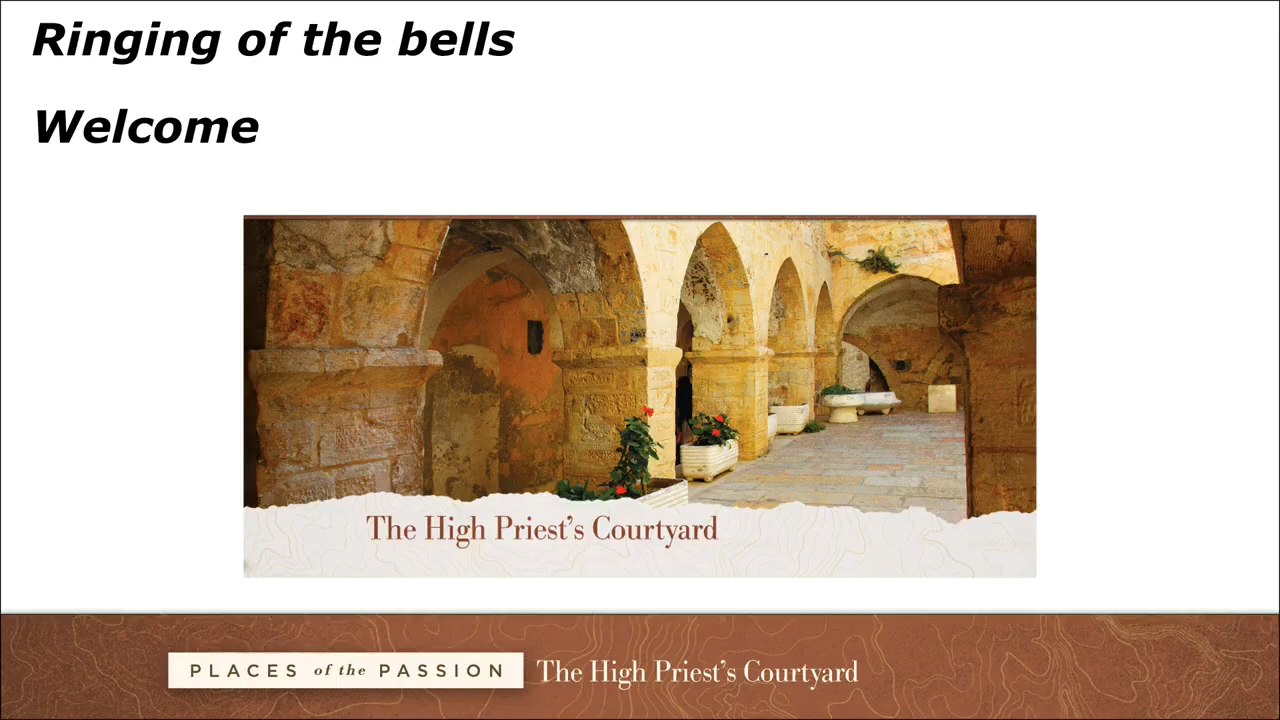 Ringing of the bells
Welcome
The High Priest's Courtyard
PLACES of the PASSION The High Priest's Courtyard